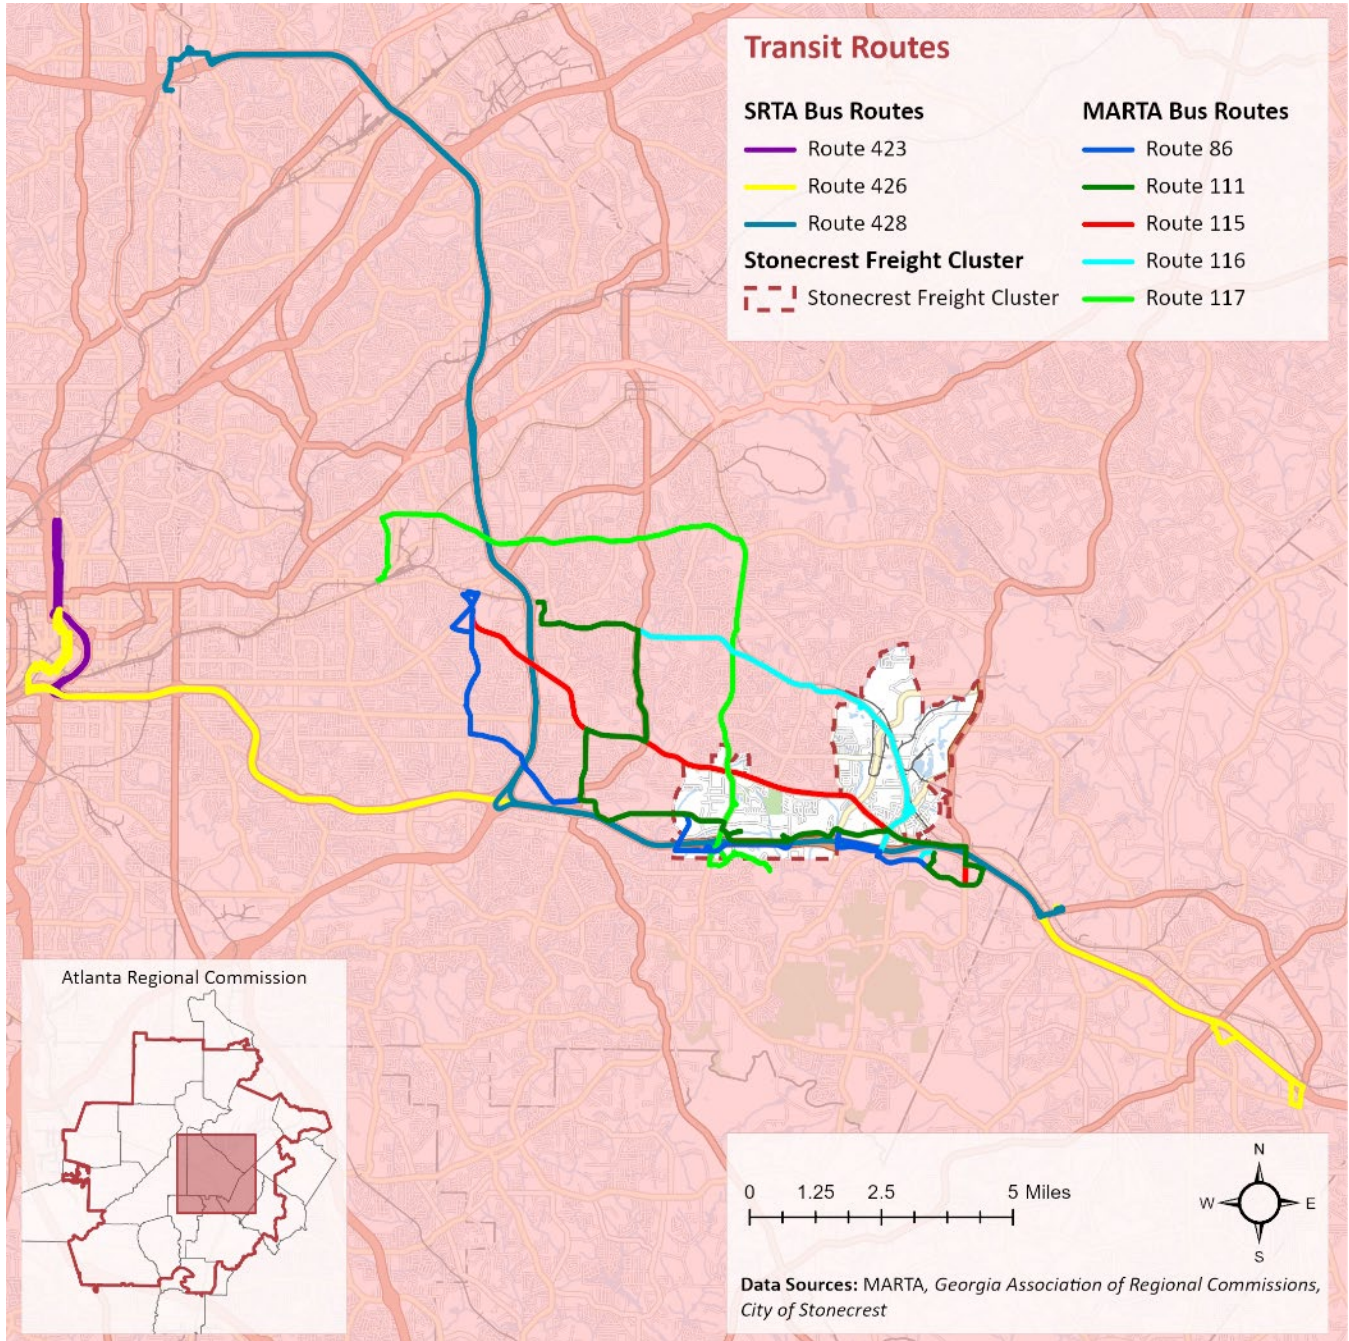 Transit Routes
SRTA Bus Routes
Route 423
Route 426
Route 428
Stonecrest Freight Cluster
Stonecrest Freight Cluster
MARTA Bus Routes
Route 86
Route 111
Route 115
Route 116
Route 117
Atlanta Regional Commission
0 1.25 2.5 5 Miles
N
W E
S
Data Sources: MARTA, Georgia Association of Regional Commissions,
City of Stonecrest